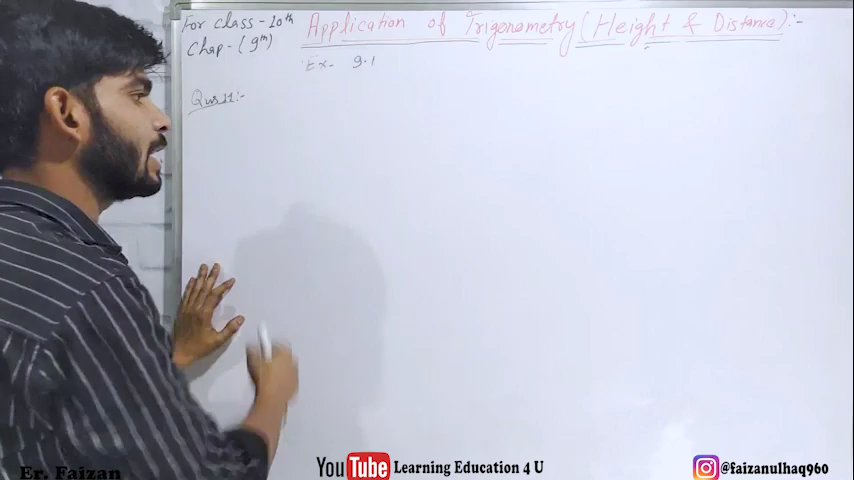 For class - 10th Application of Trigonometry (Height & Distance) :-
Chap - (9th)
Ex - 9.1
Qus 11:-
Er. Faizan
YouTube Learning Education 4 U
@faizanulhaq960